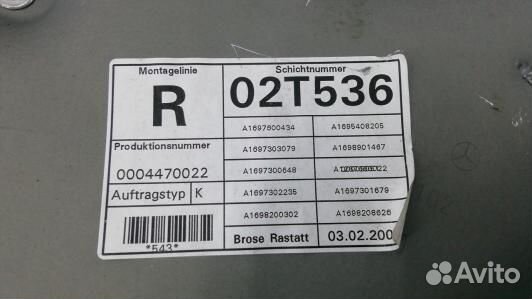 Montagelinie
R
Schichtnummer
02T536
Produktionsnummer
0004470022
Auftragstyp K
*543*
A1697600434 A1695408205
A1697303079 A1698901467
A1697300648
A1697302235 A1697301679
A1698200302 A1698208626
Brose Rastatt 03.02.200
Avito